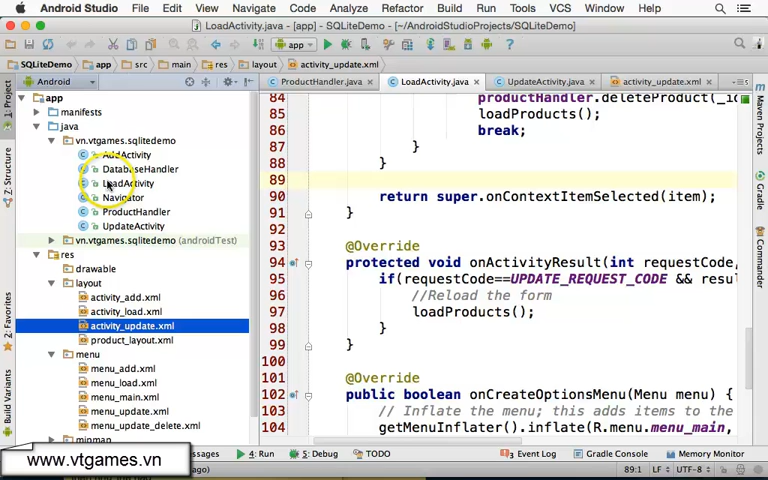 Android Studio File Edit View Navigate Code Analyze Refactor Build Run Tools VCS Window Help
LoadActivity.java - [app] - SQLiteDemo - [~/AndroidStudioProjects/SQLiteDemo]
app
SQLiteDemo app src main res layout activity_update.xml
Android
ProductHandler.java LoadActivity.java UpdateActivity.java activity_update.xml
1: Project
Structure
2: Favorites
Build Variants
app
manifests
java
vn.vtgames.sqlitedemo
AddActivity
DatabaseHandler
LoadActivity
Navigator
ProductHandler
UpdateActivity
vn.vtgames.sqlitedemo (androidTest)
res
drawable
layout
activity_add.xml
activity_load.xml
activity_update.xml
product_layout.xml
menu
menu_add.xml
menu_load.xml
menu_main.xml
menu_update.xml
menu_update_delete.xml
84 productHandler.deleteProduct(_id
85 loadProducts();
86 break;
87 }
88 }
89
90 return super.onContextItemSelected(item);
91 }
92
93 @Override
94 protected void onActivityResult(int requestCode,
95 if(requestCode==UPDATE_REQUEST_CODE && resul
96 //Reload the form
97 loadProducts();
98 }
99 }
100
101 @Override
102 public boolean onCreateOptionsMenu(Menu menu) {
103 // Inflate the menu; this adds items to the
104 getMenuInflater().inflate(R.menu.menu_main,
Maven Projects
Gradle
Commander
www.vtgames.vn
ssages 4: Run 5: Debug TODO Event Log Gradle Console Memory Monitor
ago) 89:1 LF UTF-8